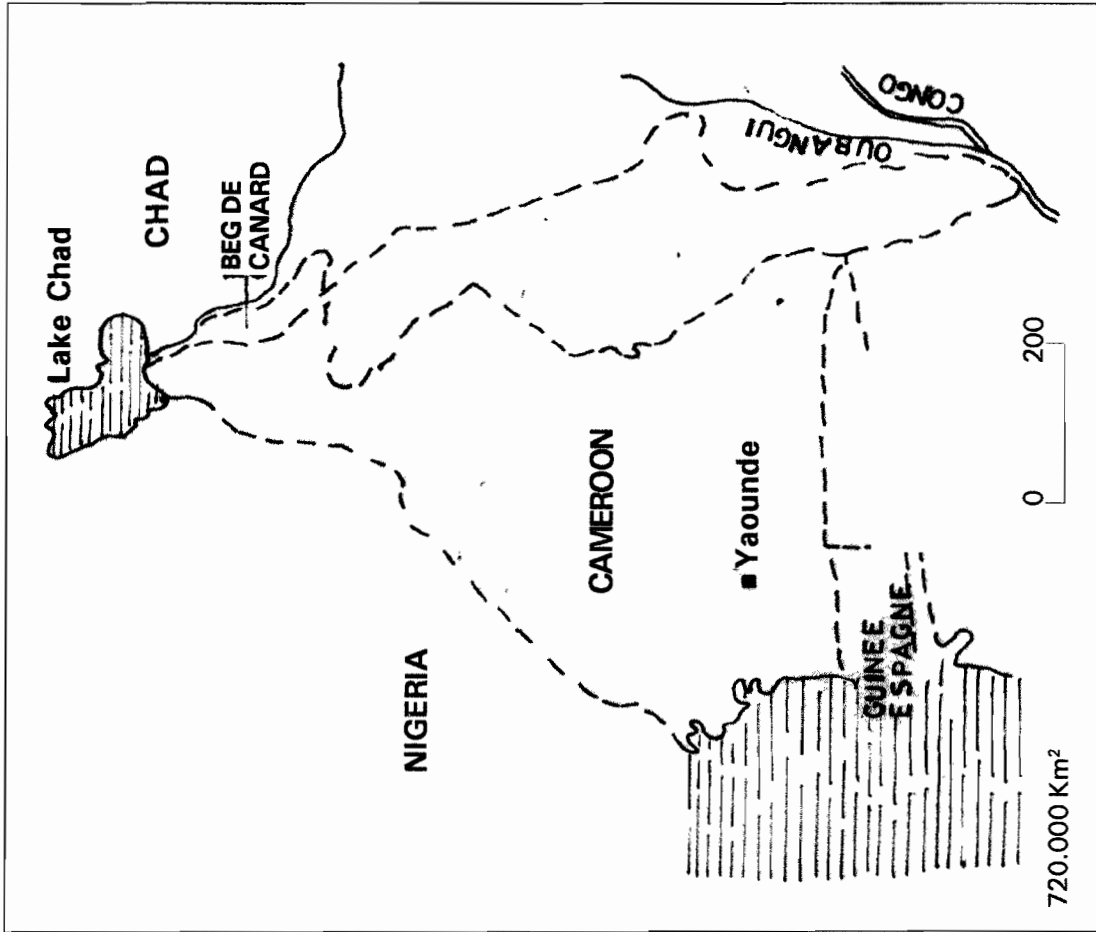 Lake Chad
CHAD
BEG DE
CANARD
NIGERIA
CAMEROON
Yaounde
OUBANGUI
CONGO
GUINEE
ESPAGNE
0 200
720.000 Km²